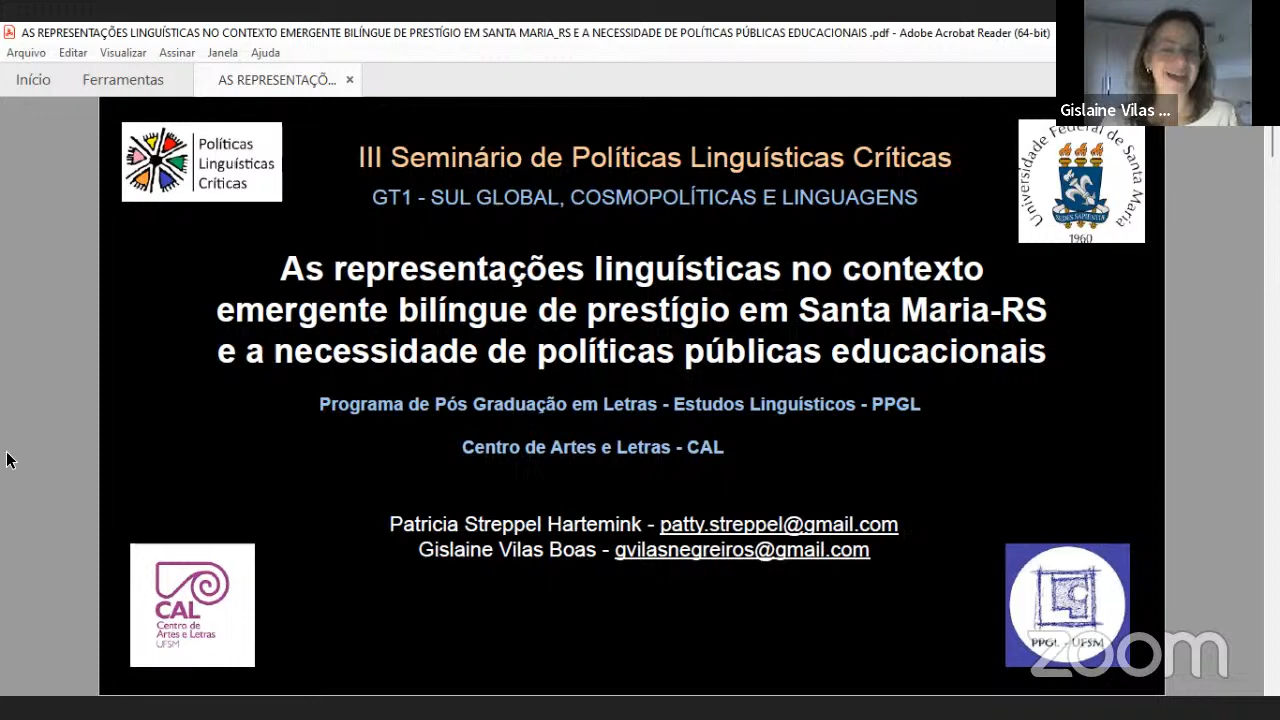 AS REPRESENTAÇÕES LINGUÍSTICAS NO CONTEXTO EMERGENTE BILÍNGUE DE PRESTÍGIO EM SANTA MARIA_RS E A NECESSIDADE DE POLÍTICAS PÚBLICAS EDUCACIONAIS .pdf - Adobe Acrobat Reader (64-bit)
Arquivo Editar Visualizar Assinar Janela Ajuda
Início Ferramentas AS REPRESENTAÇÕ... ×
Gislaine Vilas ...
Políticas
Linguísticas
Críticas
III Seminário de Políticas Linguísticas Críticas
GT1 - SUL GLOBAL, COSMOPOLÍTICAS E LINGUAGENS
Universidade Federal de Santa Maria
SEDES SAPIENTIAE
1960
As representações linguísticas no contexto
emergente bilíngue de prestígio em Santa Maria-RS
e a necessidade de políticas públicas educacionais
Programa de Pós Graduação em Letras - Estudos Linguísticos - PPGL
Centro de Artes e Letras - CAL
Patricia Streppel Hartemink - patty.streppel@gmail.com
Gislaine Vilas Boas - gvilasnegreiros@gmail.com
CAL
Centro de
Artes e Letras
UFSM
PPGL - UFSM
zoom